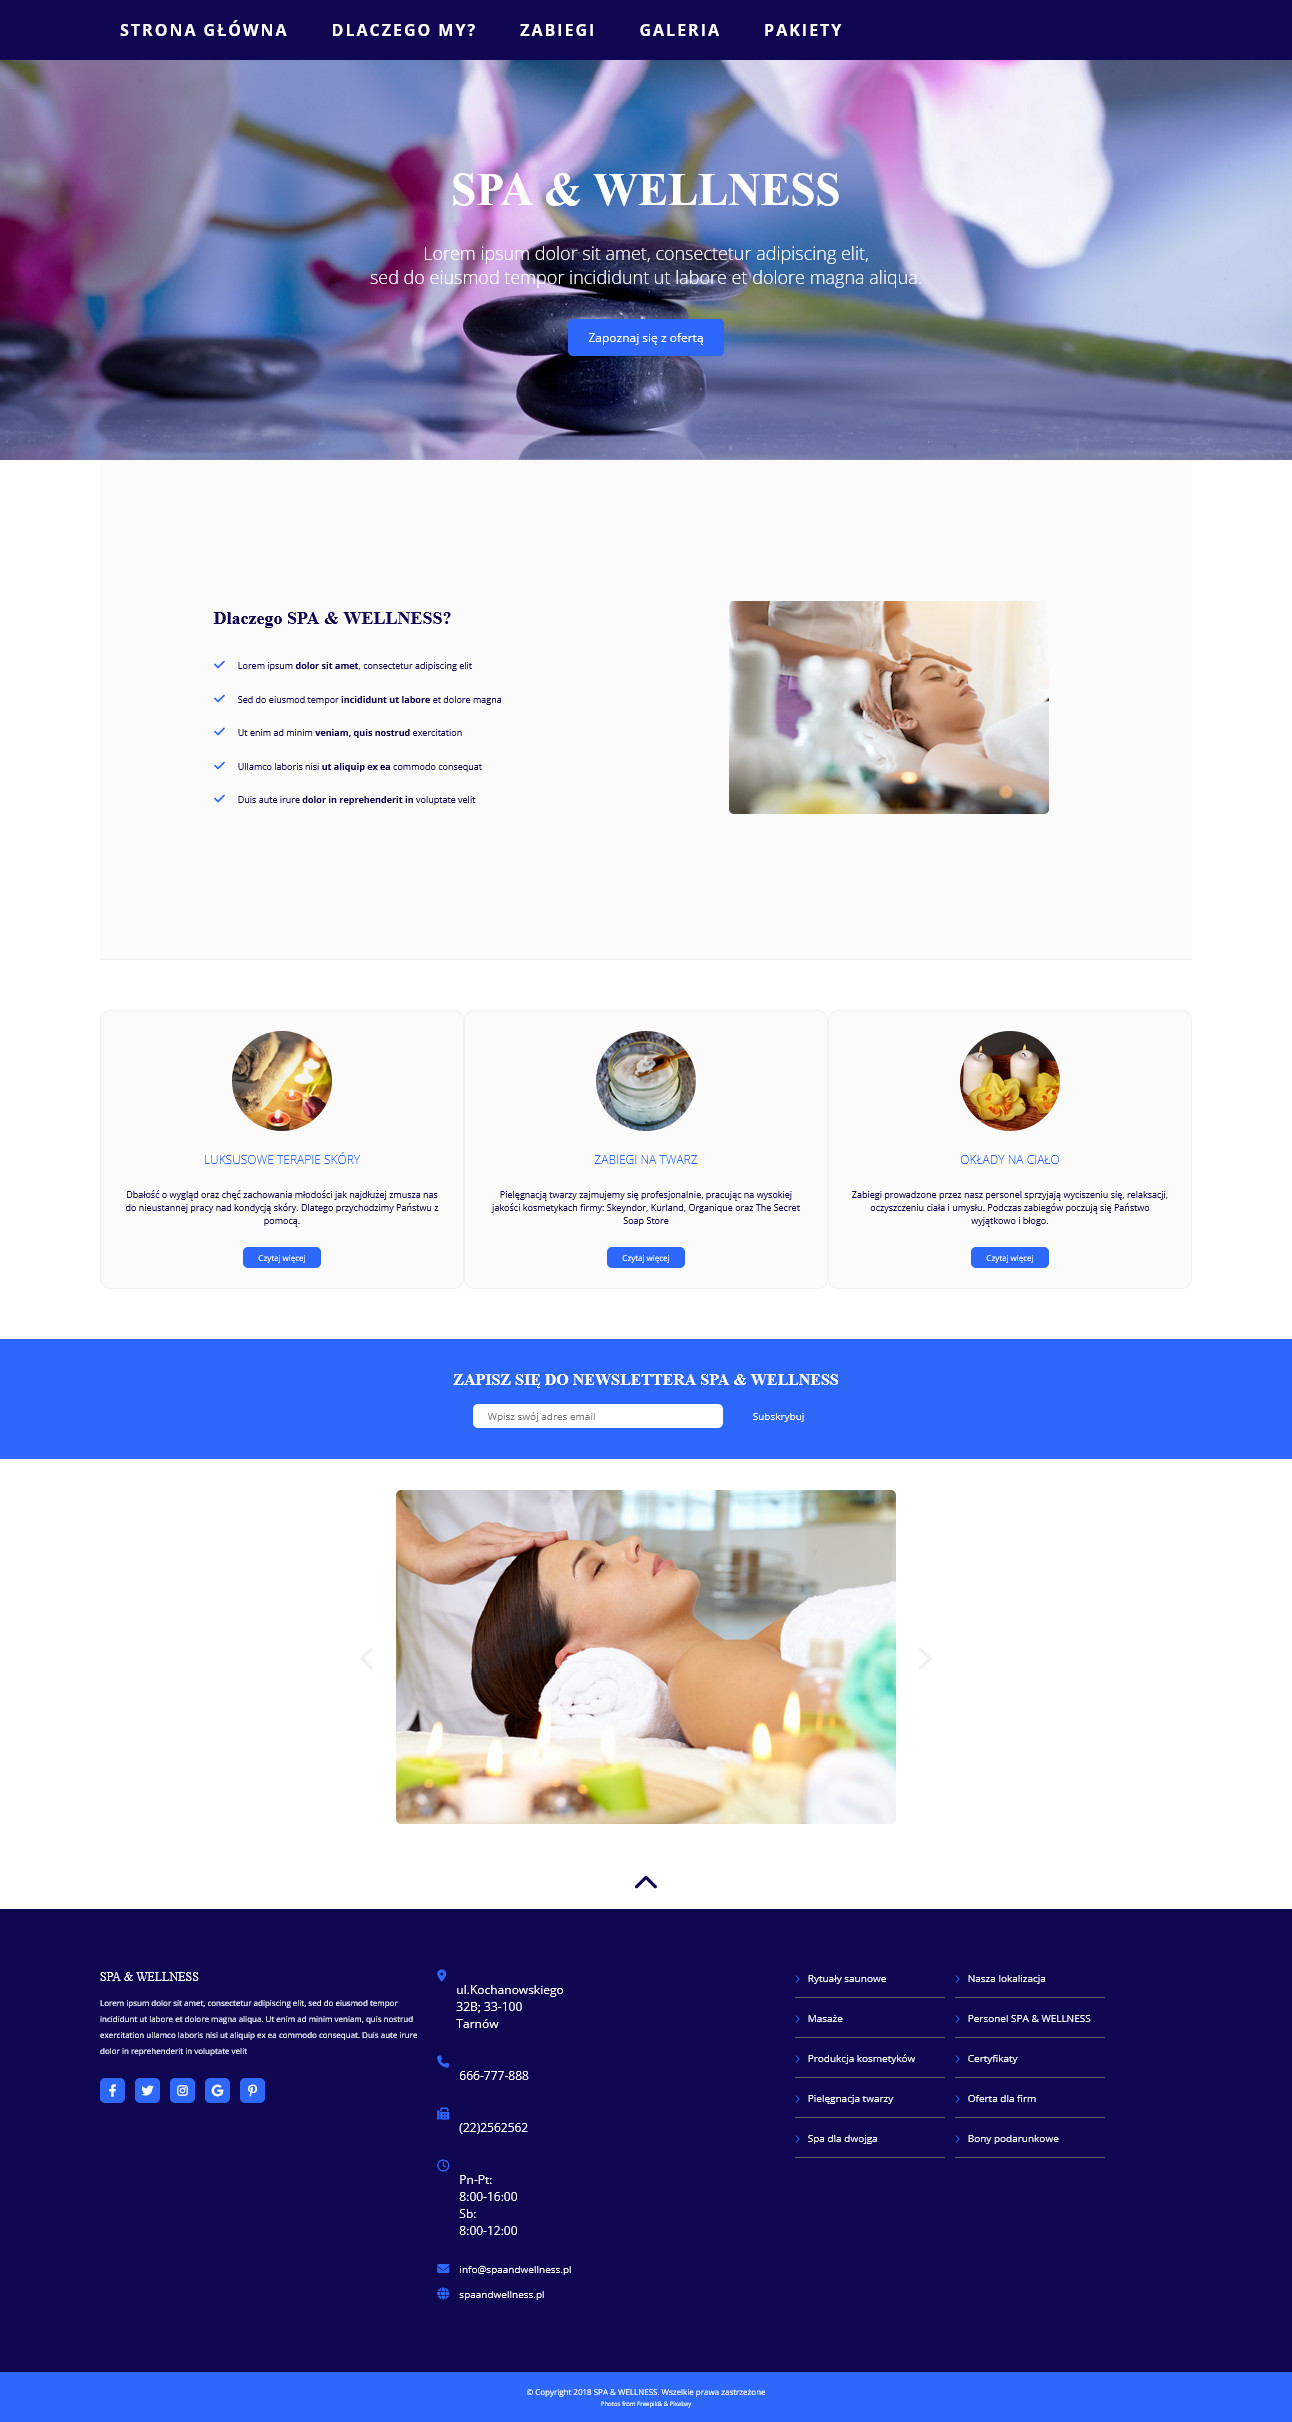 STRONA GŁÓWNA DLACZEGO MY? ZABIEGI GALERIA PAKIETY
SPA & WELLNESS
Lorem ipsum dolor sit amet, consectetur adipiscing elit,
sed do eiusmod tempor incididunt ut labore et dolore magna aliqua.
Zapoznaj się z ofertą
Dlaczego SPA & WELLNESS?
Lorem ipsum dolor sit amet, consectetur adipiscing elit
Sed do eiusmod tempor incididunt ut labore et dolore magna
Ut enim ad minim veniam, quis nostrud exercitation
Ullamco laboris nisi ut aliquip ex ea commodo consequat
Duis aute irure dolor in reprehenderit in voluptate velit
LUKSUSOWE TERAPIE SKÓRY
Dbałość o wygląd oraz chęć zachowania młodości jak najdłużej zmusza nas
do nieustannej pracy nad kondycją skóry. Dlatego przychodzimy Państwu z
pomocą.
Czytaj więcej
ZABIEGI NA TWARZ
Pielęgnacją twarzy zajmujemy się profesjonalnie, pracując na wysokiej
jakości kosmetykach firmy: Skeyndor, Kurland, Organique oraz The Secret
Soap Store
Czytaj więcej
OKŁADY NA CIAŁO
Zabiegi prowadzone przez nasz personel sprzyjają wyciszeniu się, relaksacji,
oczyszczeniu ciała i umysłu. Podczas zabiegów poczują się Państwo
wyjątkowo i błogo.
Czytaj więcej
ZAPISZ SIĘ DO NEWSLETTERA SPA & WELLNESS
Wpisz swój adres email
Subskrybuj
SPA & WELLNESS
Lorem ipsum dolor sit amet, consectetur adipiscing elit, sed do eiusmod tempor
incididunt ut labore et dolore magna aliqua. Ut enim ad minim veniam, quis nostrud
exercitation ullamco laboris nisi ut aliquip ex ea commodo consequat. Duis aute irure
dolor in reprehenderit in voluptate velit
ul.Kochanowskiego
32B; 33-100
Tarnów
666-777-888
(22)2562562
Pn-Pt:
8:00-16:00
Sb:
8:00-12:00
info@spaandwellness.pl
spaandwellness.pl
Rytuały saunowe
Masaże
Produkcja kosmetyków
Pielęgnacja twarzy
Spa dla dwojga
Nasza lokalizacja
Personel SPA & WELLNESS
Certyfikaty
Oferta dla firm
Bony podarunkowe
© Copyright 2018 SPA & WELLNESS. Wszelkie prawa zastrzeżone
Photos from Freepik & Pixabay